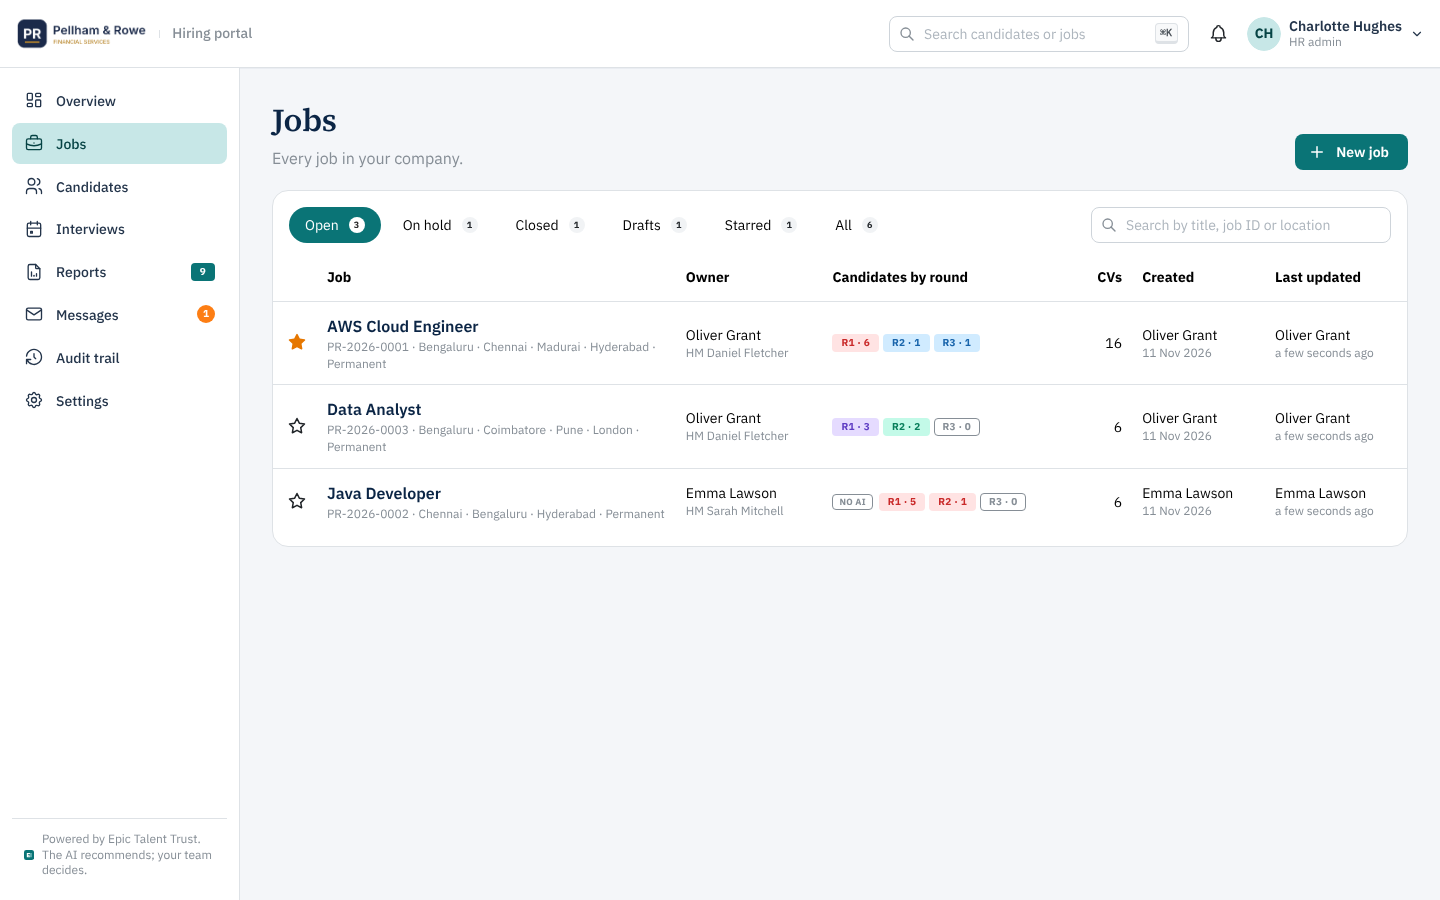 PR Pellham & Rowe
FINANCIAL SERVICES
Hiring portal
Search candidates or jobs ⌘K
CH Charlotte Hughes
HR admin
Overview
Jobs
Candidates
Interviews
Reports 9
Messages 1
Audit trail
Settings
Powered by Epic Talent Trust.
The AI recommends; your team
decides.
Jobs
Every job in your company.
+ New job
Open 3 On hold 1 Closed 1 Drafts 1 Starred 1 All 6
Search by title, job ID or location
Job Owner Candidates by round CVs Created Last updated
AWS Cloud Engineer
PR-2026-0001 · Bengaluru · Chennai · Madurai · Hyderabad ·
Permanent
Oliver Grant
HM Daniel Fletcher
R1 · 6 R2 · 1 R3 · 1
16
Oliver Grant
11 Nov 2026
Oliver Grant
a few seconds ago
Data Analyst
PR-2026-0003 · Bengaluru · Coimbatore · Pune · London ·
Permanent
Oliver Grant
HM Daniel Fletcher
R1 · 3 R2 · 2 R3 · 0
6
Oliver Grant
11 Nov 2026
Oliver Grant
a few seconds ago
Java Developer
PR-2026-0002 · Chennai · Bengaluru · Hyderabad · Permanent
Emma Lawson
HM Sarah Mitchell
NO AI R1 · 5 R2 · 1 R3 · 0
6
Emma Lawson
11 Nov 2026
Emma Lawson
a few seconds ago